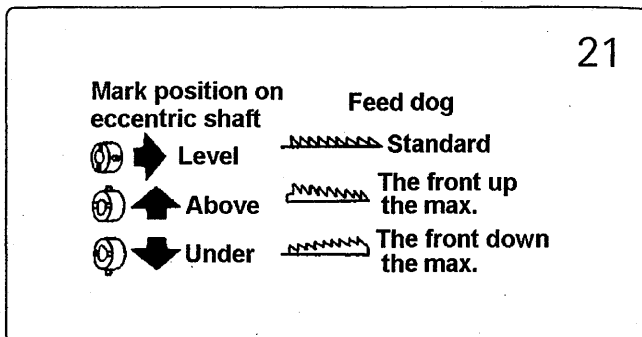 21
Mark position on
eccentric shaft
Feed dog
Level
Standard
Above
The front up
the max.
Under
The front down
the max.